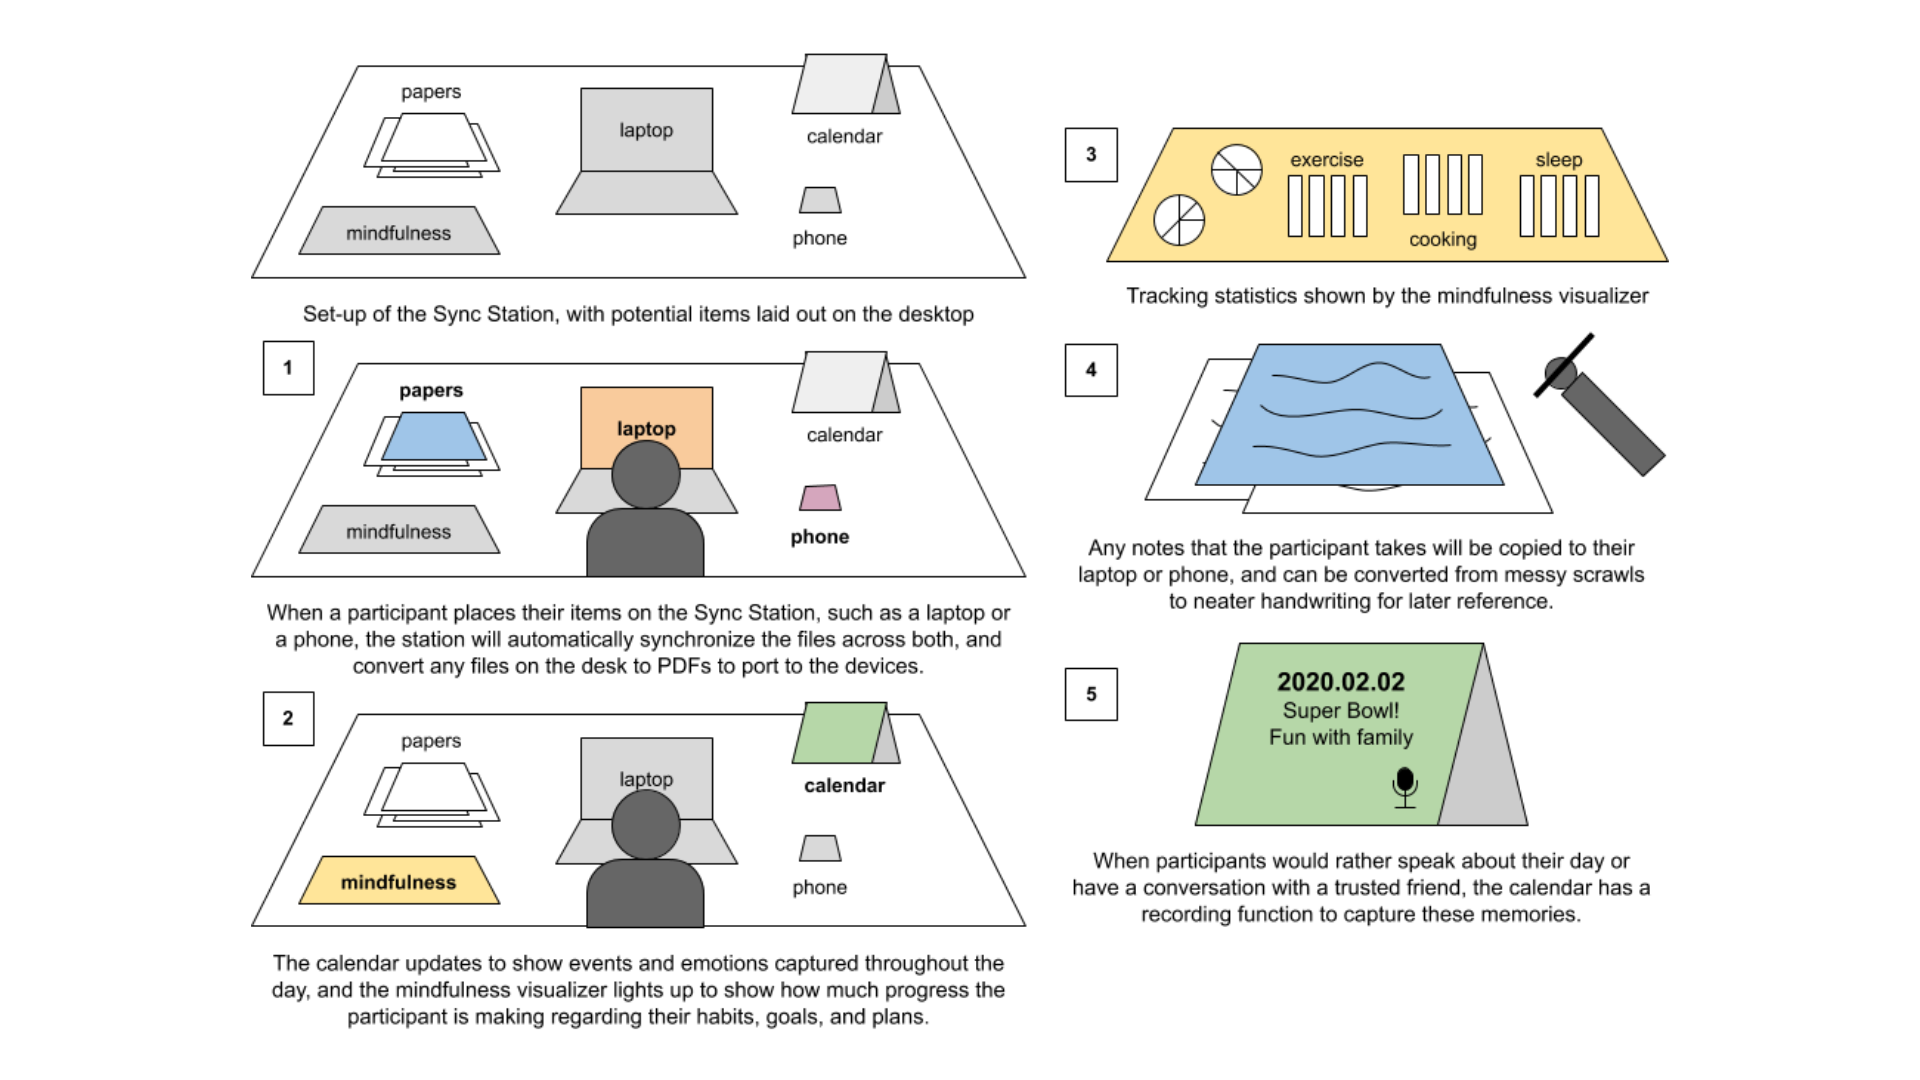 papers
laptop
calendar
mindfulness
phone
Set-up of the Sync Station, with potential items laid out on the desktop
1
papers
laptop
calendar
mindfulness
phone
When a participant places their items on the Sync Station, such as a laptop or
a phone, the station will automatically synchronize the files across both, and
convert any files on the desk to PDFs to port to the devices.
2
papers
laptop
calendar
mindfulness
phone
The calendar updates to show events and emotions captured throughout the
day, and the mindfulness visualizer lights up to show how much progress the
participant is making regarding their habits, goals, and plans.
3
exercise
sleep
cooking
Tracking statistics shown by the mindfulness visualizer
4
Any notes that the participant takes will be copied to their
laptop or phone, and can be converted from messy scrawls
to neater handwriting for later reference.
5
2020.02.02
Super Bowl!
Fun with family
When participants would rather speak about their day or
have a conversation with a trusted friend, the calendar has a
recording function to capture these memories.